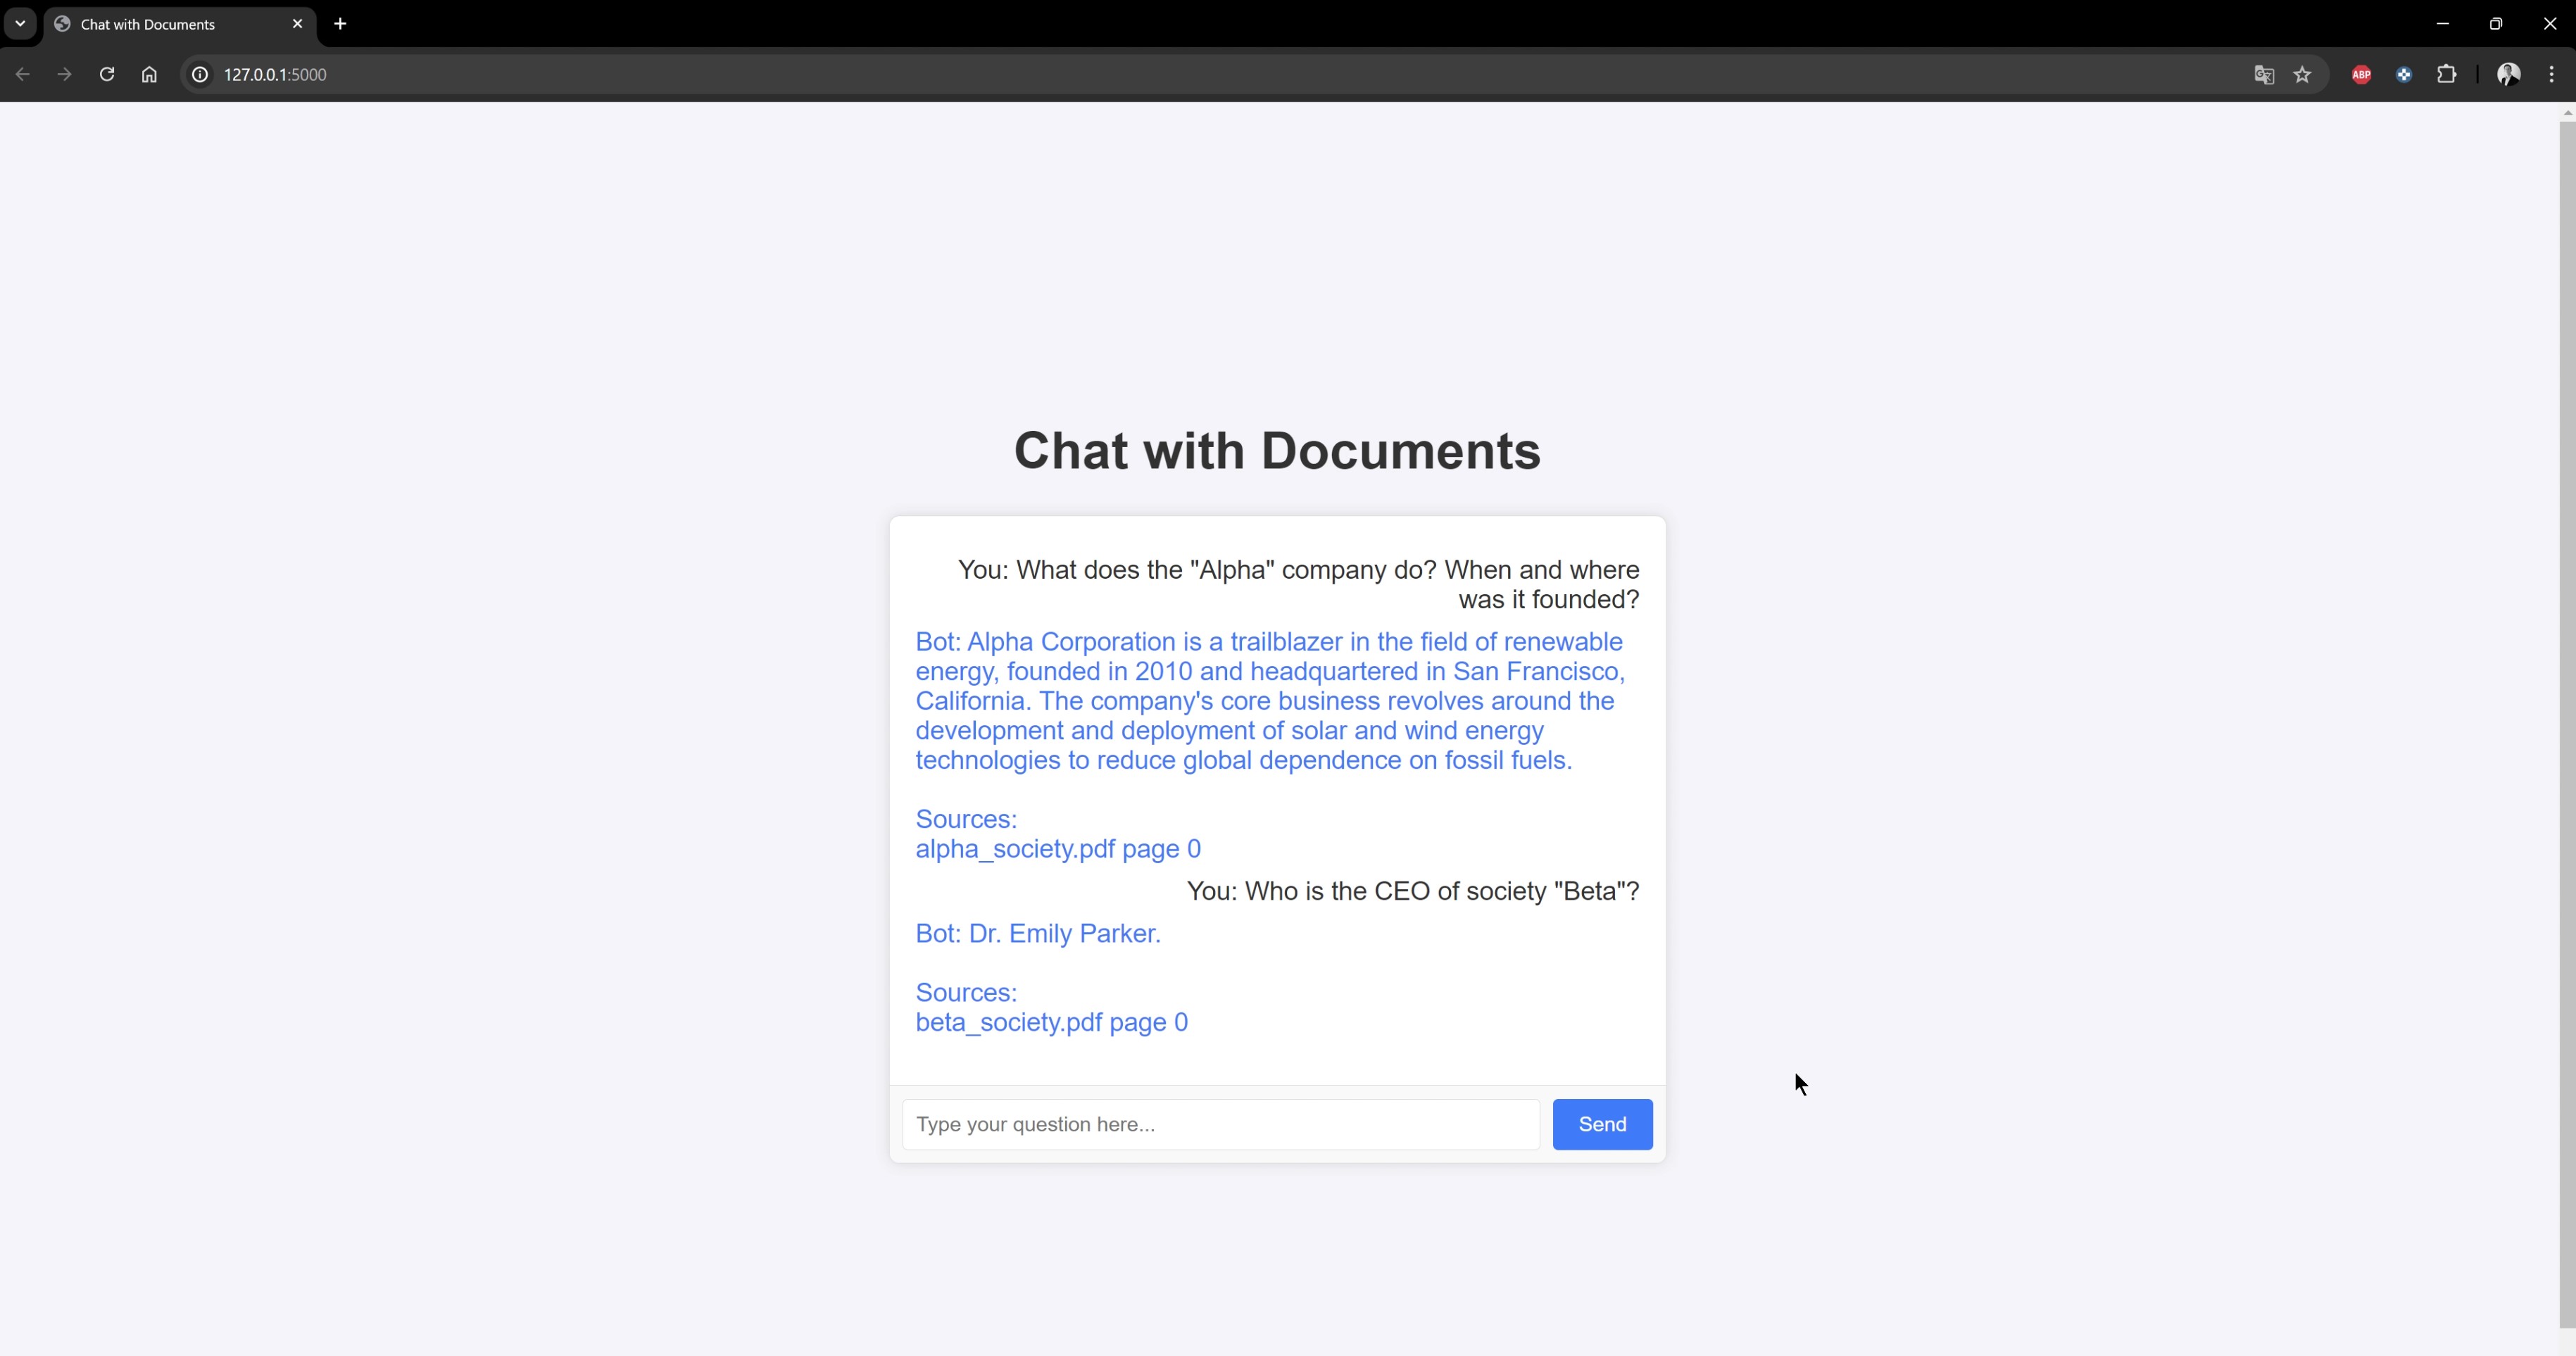 Chat with Documents
127.0.0.1:5000
ABP
Chat with Documents
You: What does the "Alpha" company do? When and where
was it founded?
Bot: Alpha Corporation is a trailblazer in the field of renewable
energy, founded in 2010 and headquartered in San Francisco,
California. The company's core business revolves around the
development and deployment of solar and wind energy
technologies to reduce global dependence on fossil fuels.
Sources:
alpha_society.pdf page 0
You: Who is the CEO of society "Beta"?
Bot: Dr. Emily Parker.
Sources:
beta_society.pdf page 0
Type your question here...
Send